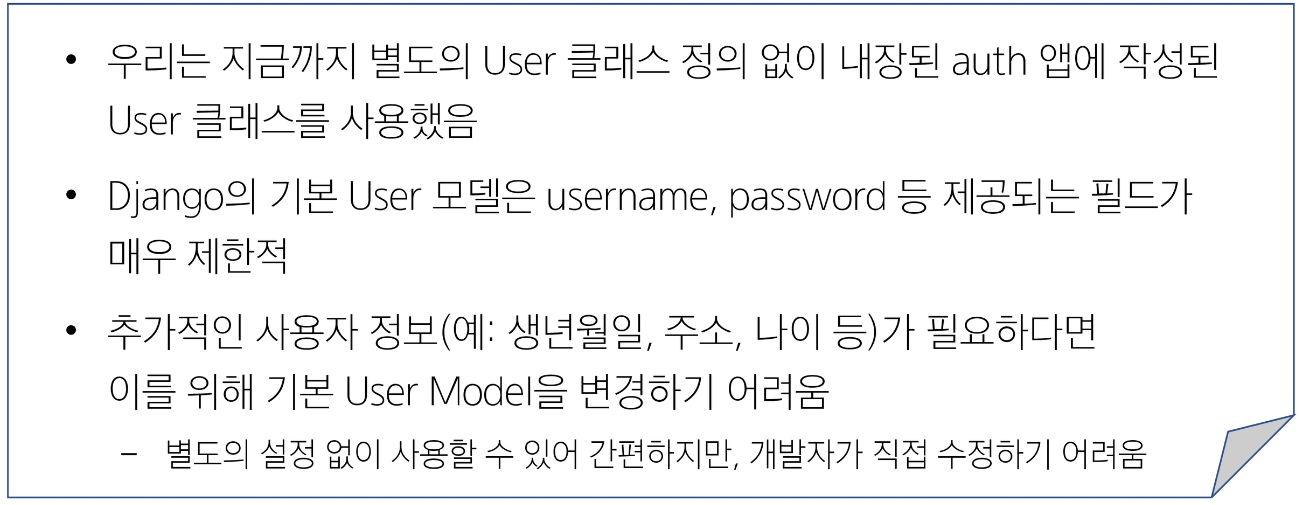 • 우리는 지금까지 별도의 User 클래스 정의 없이 내장된 auth 앱에 작성된
User 클래스를 사용했음
• Django의 기본 User 모델은 username, password 등 제공되는 필드가
매우 제한적
• 추가적인 사용자 정보(예: 생년월일, 주소, 나이 등)가 필요하다면
이를 위해 기본 User Model을 변경하기 어려움
– 별도의 설정 없이 사용할 수 있어 간편하지만, 개발자가 직접 수정하기 어려움